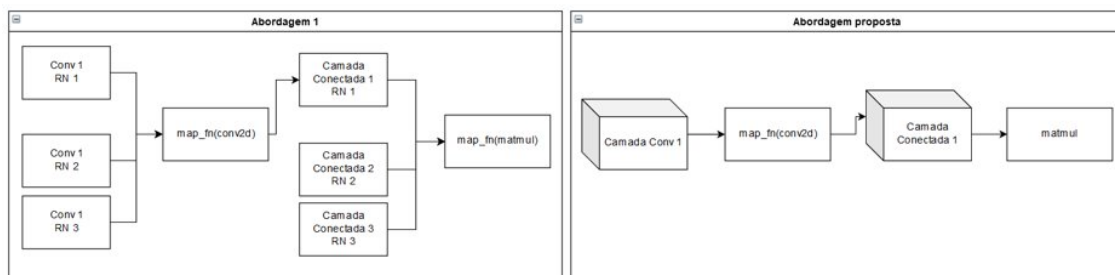 Abordagem 1
Conv 1
RN 1
Conv 1
RN 2
Conv 1
RN 3
map_fn(conv2d)
Camada
Conectada 1
RN 1
Camada
Conectada 2
RN 2
Camada
Conectada 3
RN 3
map_fn(matmul)
Abordagem proposta
Camada Conv 1
map_fn(conv2d)
Camada
Conectada 1
matmul